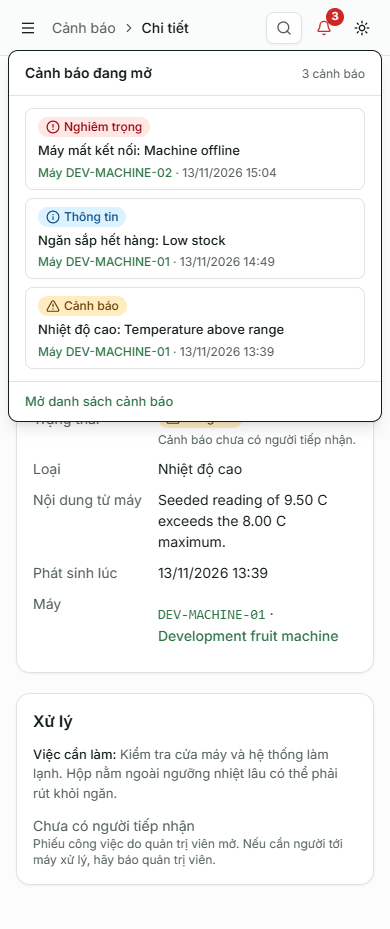 Cảnh báo > Chi tiết
3
Cảnh báo đang mở
3 cảnh báo
Nghiêm trọng
Máy mất kết nối: Machine offline
Máy DEV-MACHINE-02 · 13/11/2026 15:04
Thông tin
Ngăn sắp hết hàng: Low stock
Máy DEV-MACHINE-01 · 13/11/2026 14:49
Cảnh báo
Nhiệt độ cao: Temperature above range
Máy DEV-MACHINE-01 · 13/11/2026 13:39
Mở danh sách cảnh báo
Cảnh báo chưa có người tiếp nhận.
Loại
Nhiệt độ cao
Nội dung từ máy
Seeded reading of 9.50 C
exceeds the 8.00 C
maximum.
Phát sinh lúc
13/11/2026 13:39
Máy
DEV-MACHINE-01 ·
Development fruit machine
Xử lý
Việc cần làm: Kiểm tra cửa máy và hệ thống làm
lạnh. Hộp nằm ngoài ngưỡng nhiệt lâu có thể phải
rút khỏi ngăn.
Chưa có người tiếp nhận
Phiếu công việc do quản trị viên mở. Nếu cần người tới
máy xử lý, hãy báo quản trị viên.